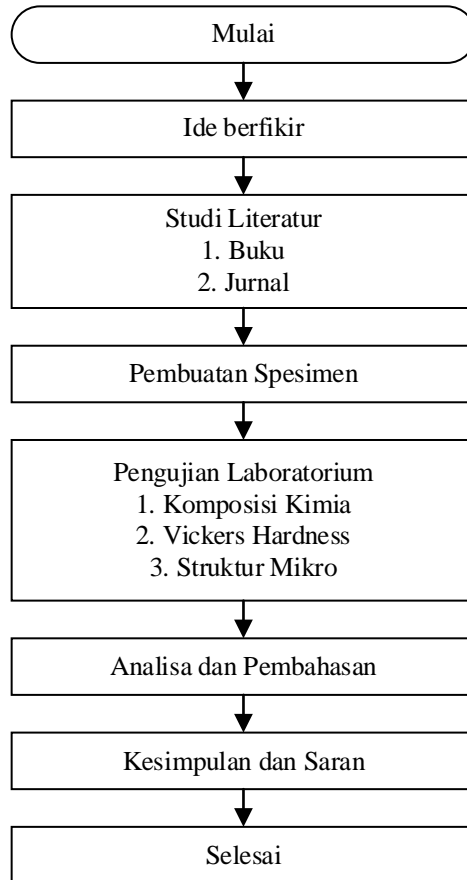 Mulai
Ide berfikir
Studi Literatur
1. Buku
2. Jurnal
Pembuatan Spesimen
Pengujian Laboratorium
1. Komposisi Kimia
2. Vickers Hardness
3. Struktur Mikro
Analisa dan Pembahasan
Kesimpulan dan Saran
Selesai